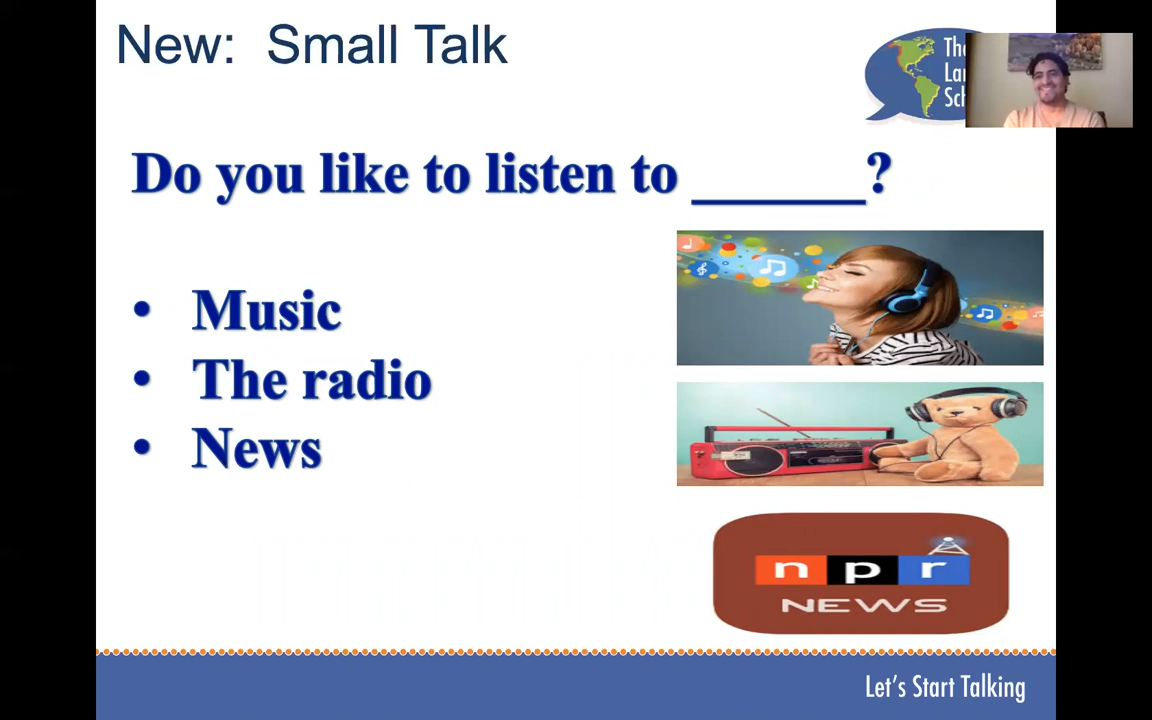 New: Small Talk
The
Do you like to listen to ______?
• Music
• The radio
• News
npr
NEWS
Let's Start Talking